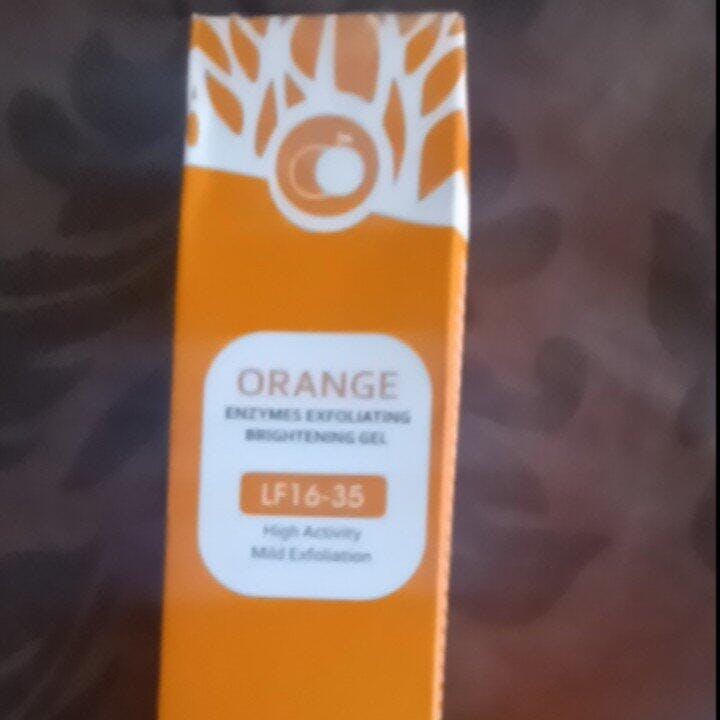 ORANGE
ENZYMES EXFOLIATING
BRIGHTENING GEL
LF16-35
High Activity
Mild Exfoliation